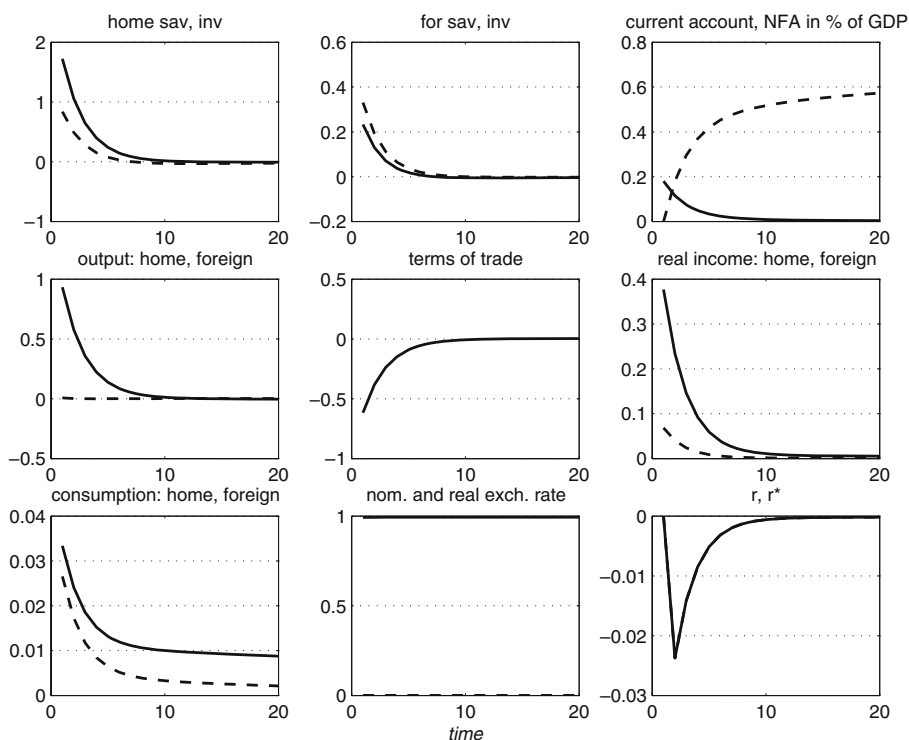 home sav, inv
2
1
0
−1
0 10 20
for sav, inv
0.6
0.4
0.2
0
−0.2
0 10 20
current account, NFA in % of GDP
0.8
0.6
0.4
0.2
0
0 10 20
output: home, foreign
1
0.5
0
−0.5
0 10 20
terms of trade
0.5
0
−0.5
−1
0 10 20
real income: home, foreign
0.4
0.3
0.2
0.1
0
0 10 20
consumption: home, foreign
0.04
0.03
0.02
0.01
0
0 10 20
nom. and real exch. rate
1
0.5
0
0 10 20
time
r, r*
0
−0.01
−0.02
−0.03
0 10 20